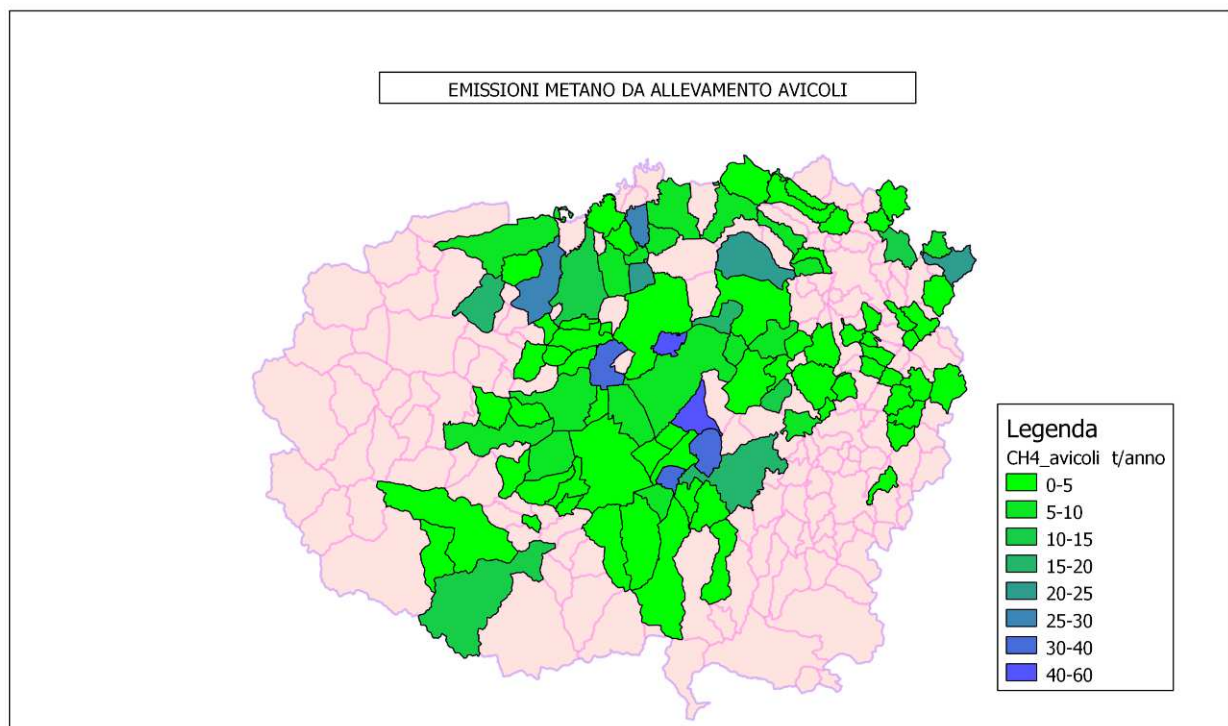 EMISSIONI METANO DA ALLEVAMENTO AVICOLI
Legenda
CH4_avicoli t/anno
0-5
5-10
10-15
15-20
20-25
25-30
30-40
40-60